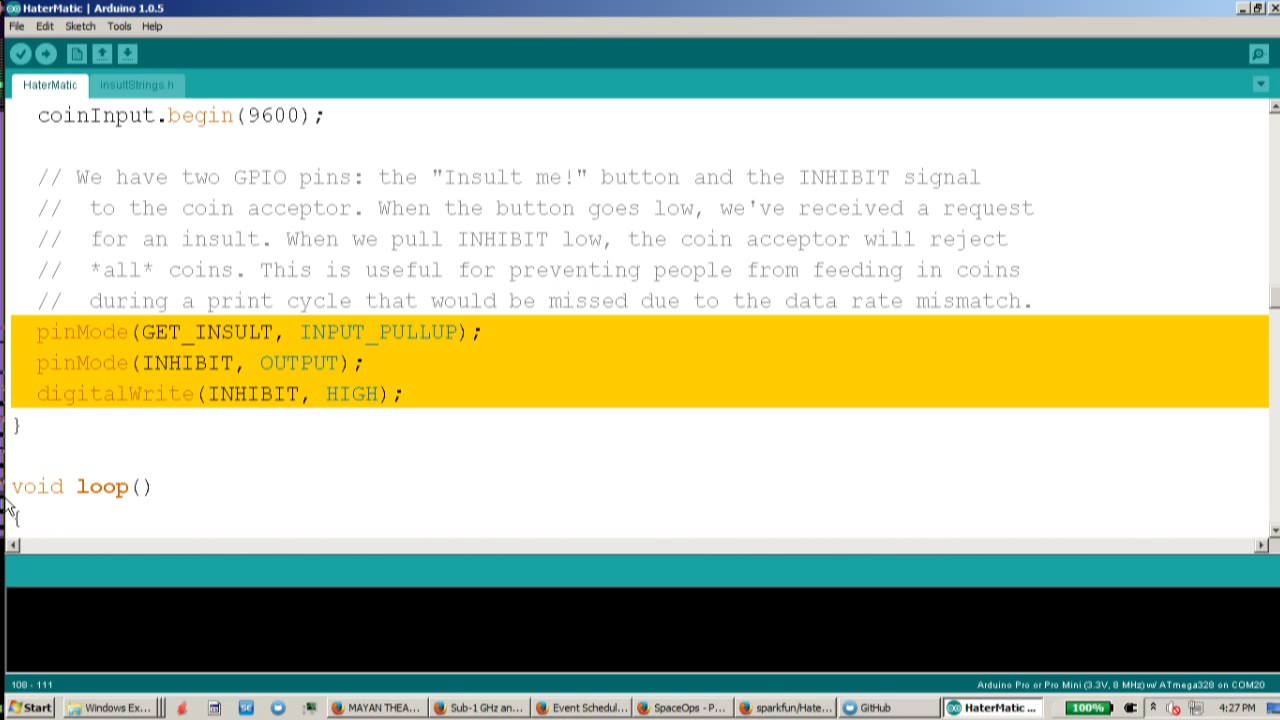 HaterMatic | Arduino 1.0.5
File Edit Sketch Tools Help
HaterMatic insultStrings.h
coinInput.begin(9600);
// We have two GPIO pins: the "Insult me!" button and the INHIBIT signal
// to the coin acceptor. When the button goes low, we've received a request
// for an insult. When we pull INHIBIT low, the coin acceptor will reject
// *all* coins. This is useful for preventing people from feeding in coins
// during a print cycle that would be missed due to the data rate mismatch.
pinMode(GET_INSULT, INPUT_PULLUP);
pinMode(INHIBIT, OUTPUT);
digitalWrite(INHIBIT, HIGH);
}
void loop()
{
108 - 111 Arduino Pro or Pro Mini (3.3V, 8 MHz) w/ ATmega328 on COM20
Start Windows Ex... MAYAN THEA... Sub-1 GHz an... Event Schedul... SpaceOps - P... sparkfun/Hate... GitHub HaterMatic ... 100% 4:27 PM